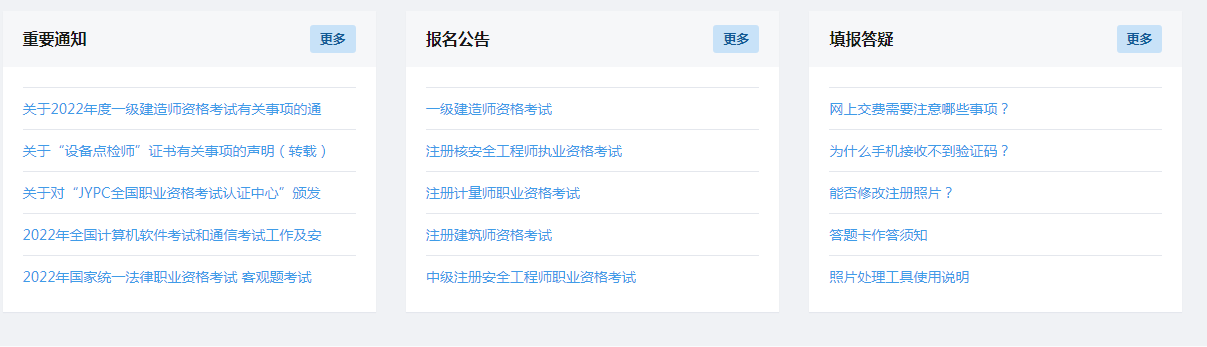 重要通知
更多
关于2022年度一级建造师资格考试有关事项的通
关于“设备点检师”证书有关事项的声明（转载）
关于对“JYPC全国职业资格考试认证中心”颁发
2022年全国计算机软件考试和通信考试工作及安
2022年国家统一法律职业资格考试 客观题考试
报名公告
更多
一级建造师资格考试
注册核安全工程师执业资格考试
注册计量师职业资格考试
注册建筑师资格考试
中级注册安全工程师职业资格考试
填报答疑
更多
网上交费需要注意哪些事项？
为什么手机接收不到验证码？
能否修改注册照片？
答题卡作答须知
照片处理工具使用说明